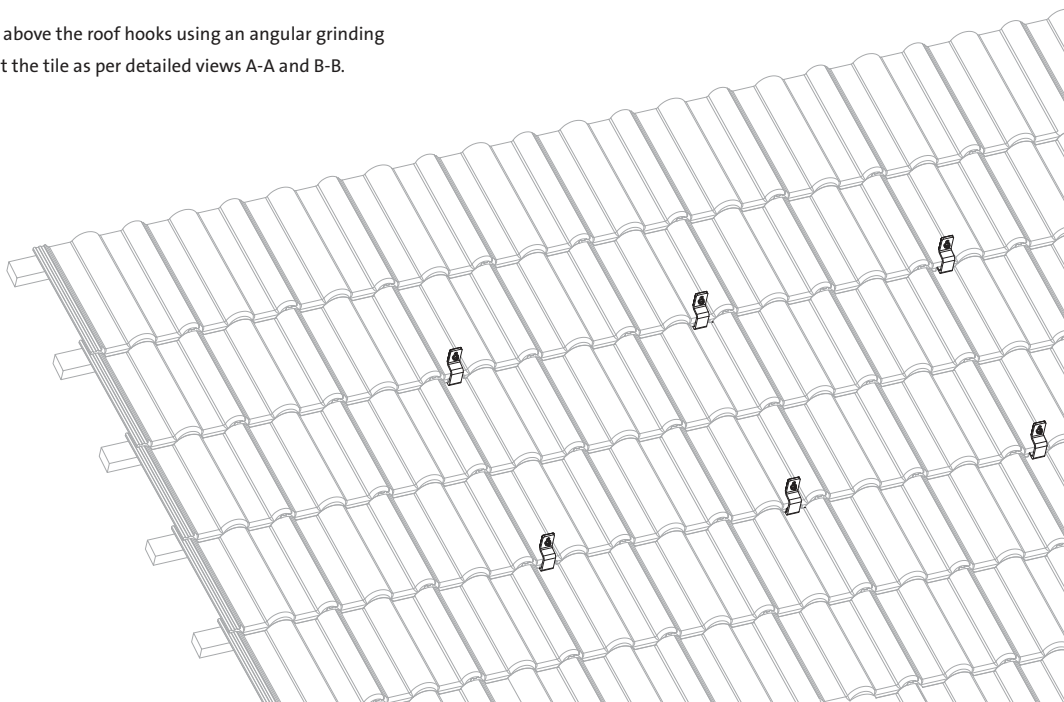 above the roof hooks using an angular grinding
t the tile as per detailed views A-A and B-B.